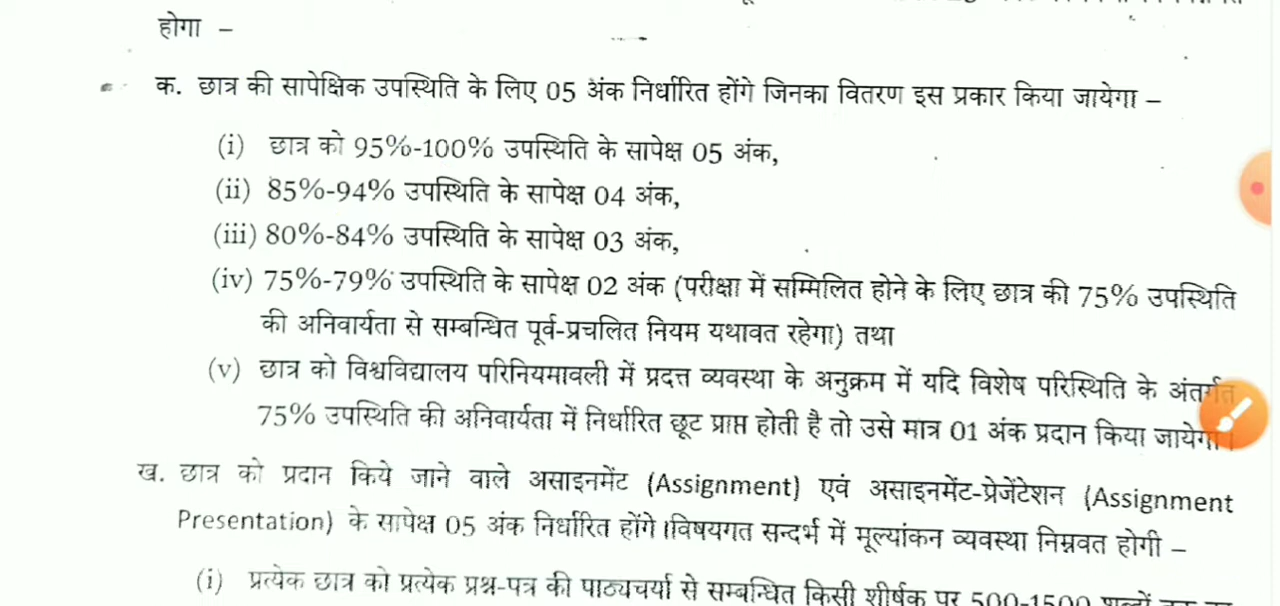 होगा –
क. छात्र की सापेक्षिक उपस्थिति के लिए 05 अंक निर्धारित होंगे जिनका वितरण इस प्रकार किया जायेगा –
(i) छात्र को 95%-100% उपस्थिति के सापेक्ष 05 अंक,
(ii) 85%-94% उपस्थिति के सापेक्ष 04 अंक,
(iii) 80%-84% उपस्थिति के सापेक्ष 03 अंक,
(iv) 75%-79% उपस्थिति के सापेक्ष 02 अंक (परीक्षा में सम्मिलित होने के लिए छात्र की 75% उपस्थिति
की अनिवार्यता से सम्बन्धित पूर्व-प्रचलित नियम यथावत रहेगा) तथा
(v) छात्र को विश्वविद्यालय परिनियमावली में प्रदत्त व्यवस्था के अनुक्रम में यदि विशेष परिस्थिति के अंतर्गत
75% उपस्थिति की अनिवार्यता में निर्धारित छूट प्राप्त होती है तो उसे मात्र 01 अंक प्रदान किया जायेगा।
ख. छात्र को प्रदान किये जाने वाले असाइनमेंट (Assignment) एवं असाइनमेंट-प्रेजेंटेशन (Assignment
Presentation) के सापेक्ष 05 अंक निर्धारित होंगे।विषयगत सन्दर्भ में मूल्यांकन व्यवस्था निम्नवत होगी –
(i) प्रत्येक छात्र को प्रत्येक प्रश्न-पत्र की पाठ्यचर्या से सम्बन्धित किसी शीर्षक पर 500-1500 शब्दों